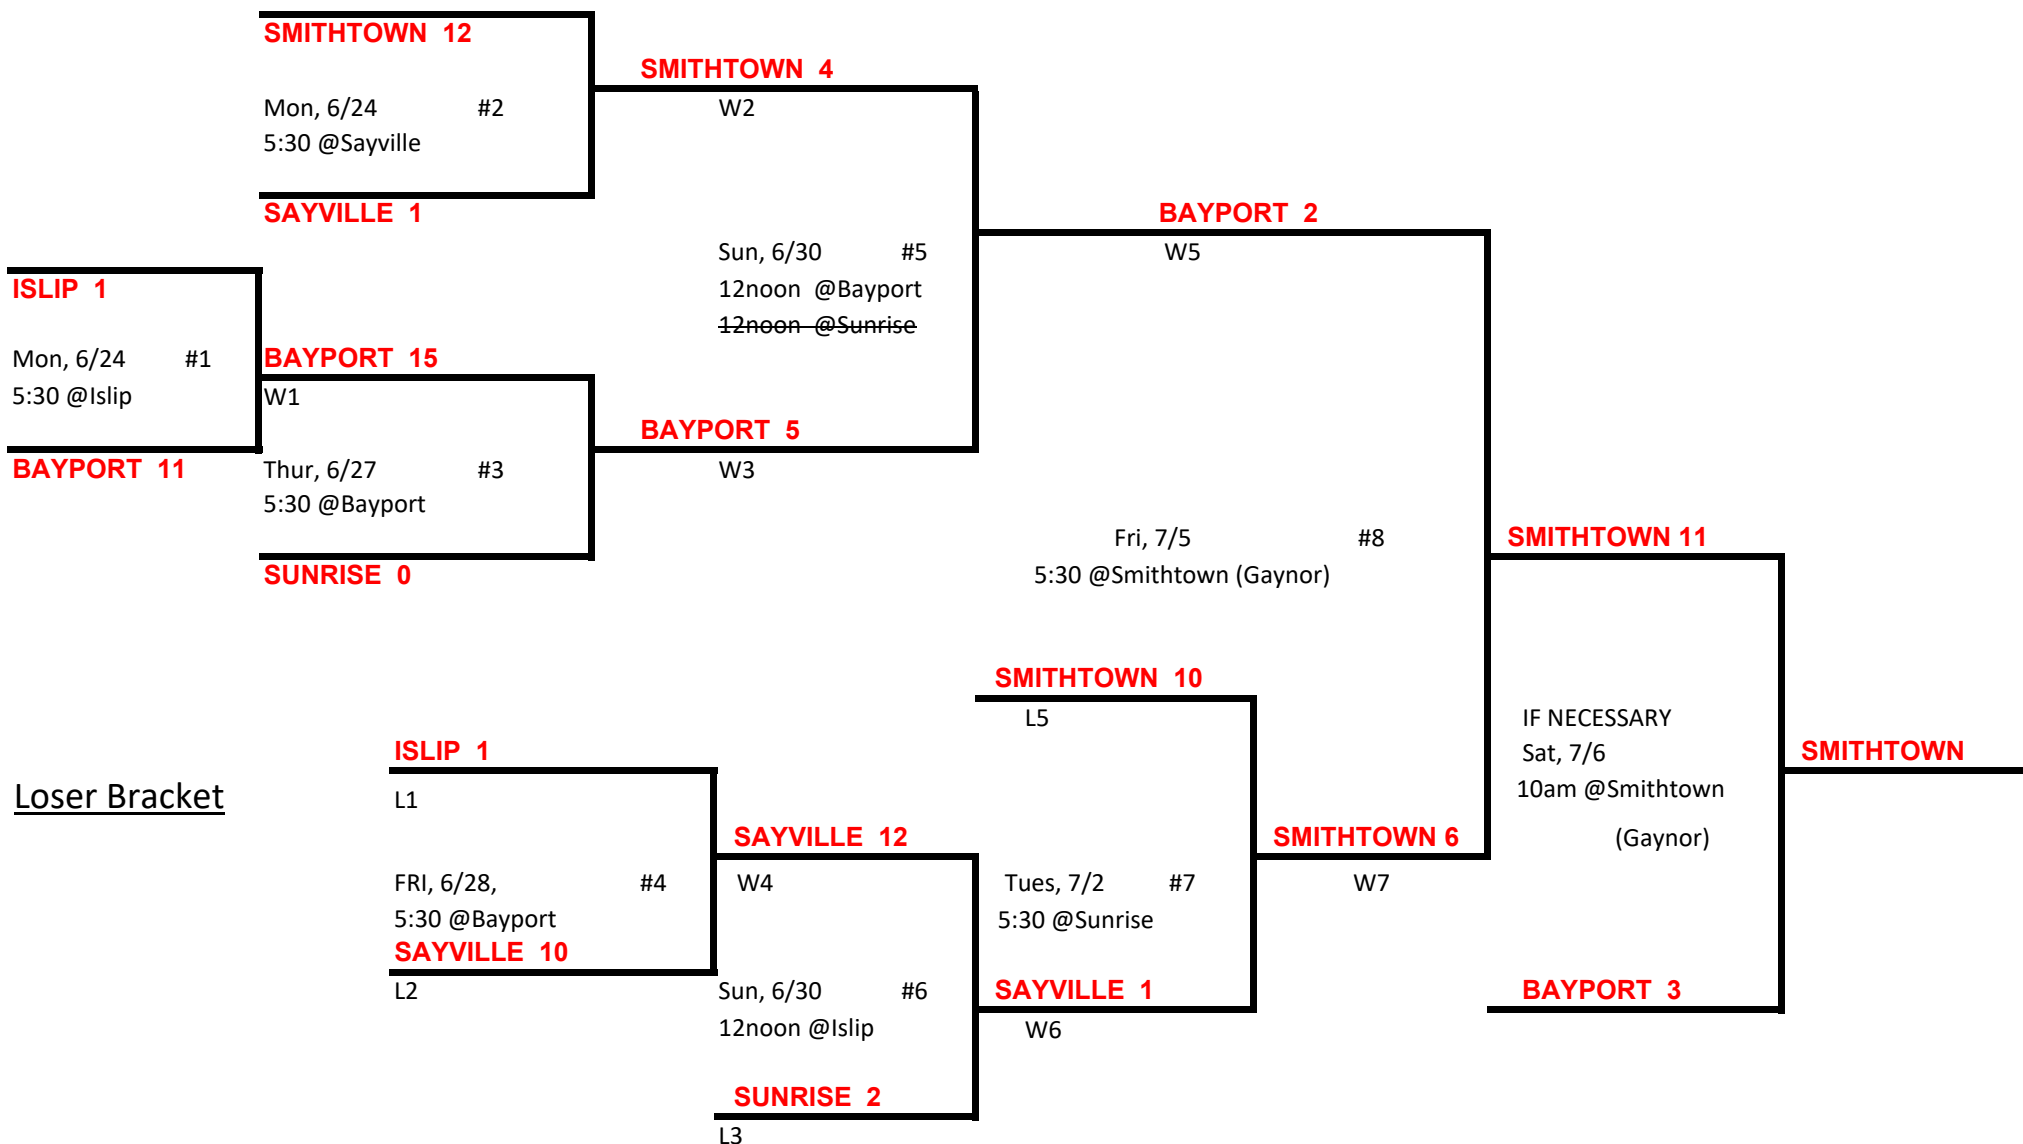 SMITHTOWN 12
SMITHTOWN 4
Mon, 6/24 #2
W2
5:30 @Sayville
SAYVILLE 1
BAYPORT 2
Sun, 6/30 #5
W5
ISLIP 1
12noon @Bayport
12noon @Sunrise
Mon, 6/24 #1
BAYPORT 15
5:30 @Islip
W1
BAYPORT 5
BAYPORT 11
Thur, 6/27 #3
W3
5:30 @Bayport
Fri, 7/5 #8
SMITHTOWN 11
SUNRISE 0
5:30 @Smithtown (Gaynor)
SMITHTOWN 10
L5
IF NECESSARY
ISLIP 1
Sat, 7/6
SMITHTOWN
Loser Bracket
L1
10am @Smithtown
SAYVILLE 12
SMITHTOWN 6
(Gaynor)
FRI, 6/28, #4
W4
Tues, 7/2 #7
W7
5:30 @Bayport
5:30 @Sunrise
SAYVILLE 10
L2
Sun, 6/30 #6
SAYVILLE 1
BAYPORT 3
12noon @Islip
W6
SUNRISE 2
L3